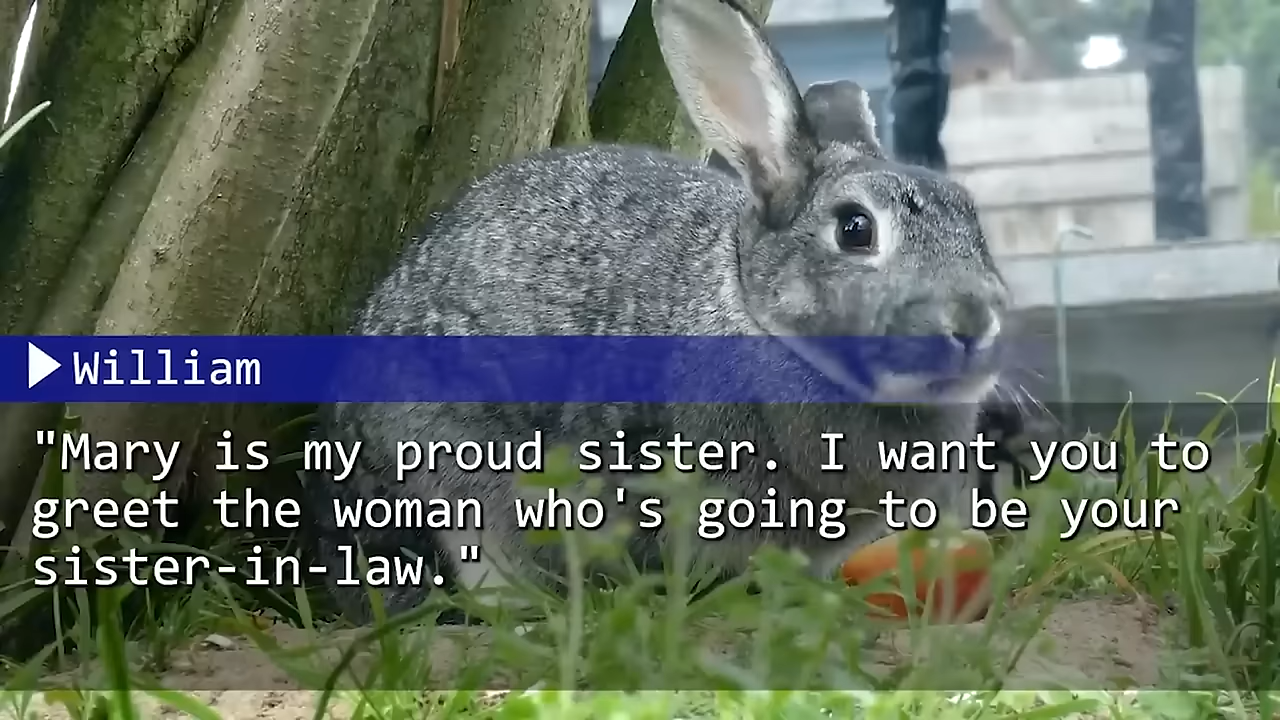 William
"Mary is my proud sister. I want you to
greet the woman who's going to be your
sister-in-law."